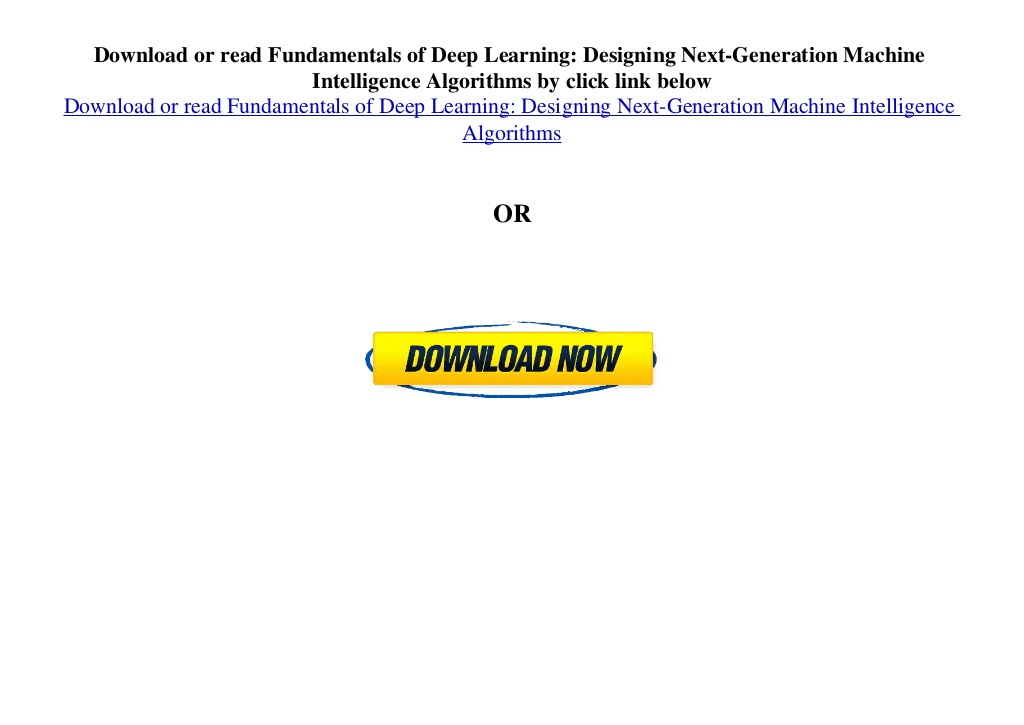 Download or read Fundamentals of Deep Learning: Designing Next-Generation Machine
Intelligence Algorithms by click link below
Download or read Fundamentals of Deep Learning: Designing Next-Generation Machine Intelligence
Algorithms
OR
DOWNLOAD NOW